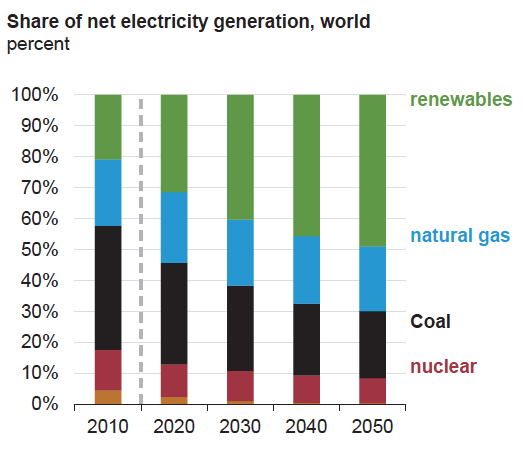 Share of net electricity generation, world
percent
100%
90%
80%
70%
60%
50%
40%
30%
20%
10%
0%
renewables
natural gas
Coal
nuclear
2010 2020 2030 2040 2050